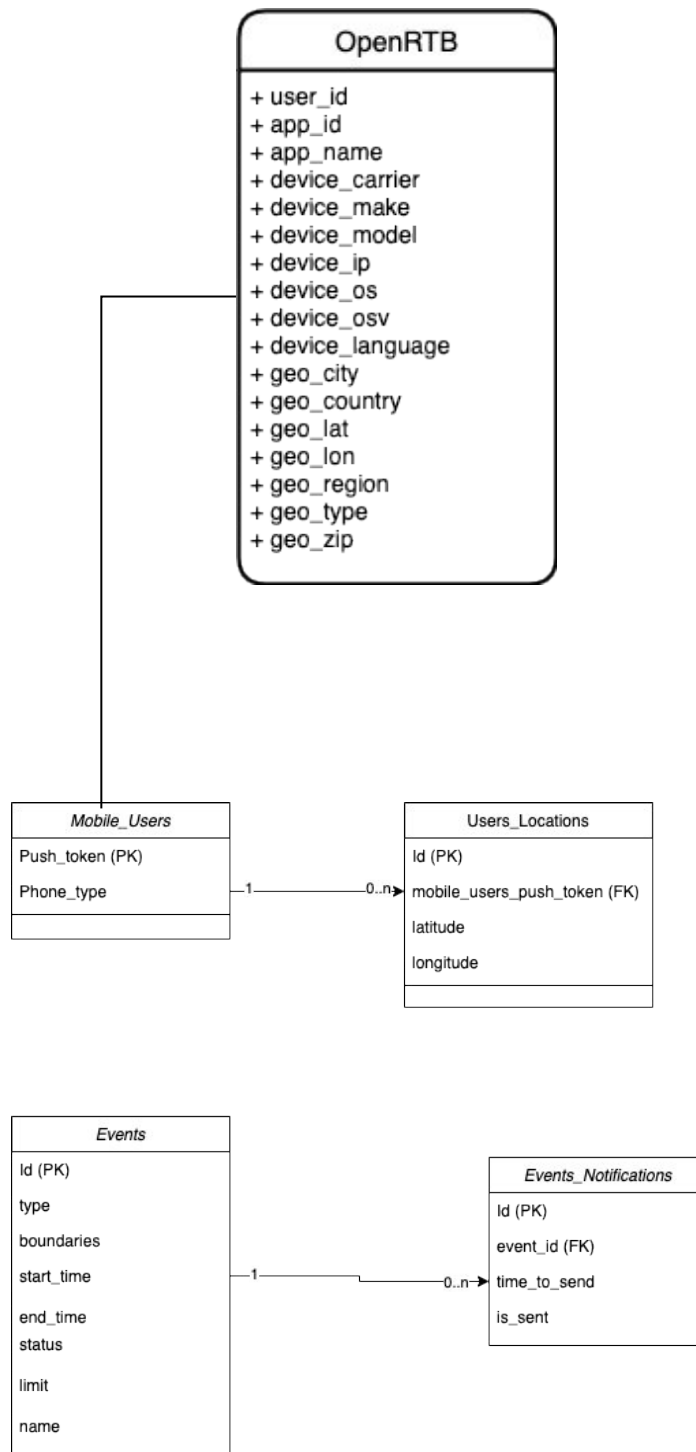 OpenRTB
+ user_id
+ app_id
+ app_name
+ device_carrier
+ device_make
+ device_model
+ device_ip
+ device_os
+ device_osv
+ device_language
+ geo_city
+ geo_country
+ geo_lat
+ geo_lon
+ geo_region
+ geo_type
+ geo_zip
Mobile_Users
Push_token (PK)
Phone_type
1
0..n
Users_Locations
Id (PK)
mobile_users_push_token (FK)
latitude
longitude
Events
Id (PK)
type
boundaries
start_time
end_time
status
limit
name
1
0..n
Events_Notifications
Id (PK)
event_id (FK)
time_to_send
is_sent